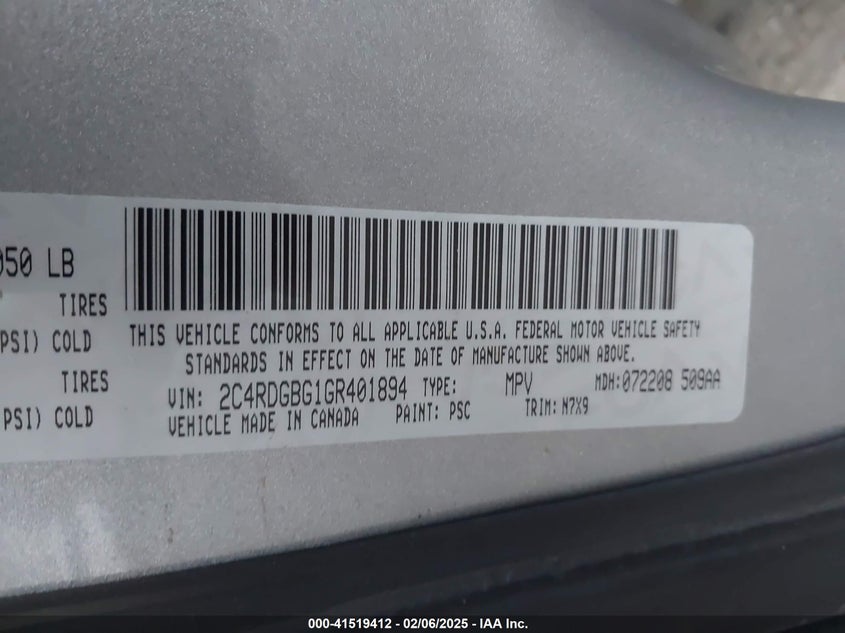 050 LB
TIRES
PSI) COLD
TIRES
PSI) COLD
THIS VEHICLE CONFORMS TO ALL APPLICABLE U.S.A. FEDERAL MOTOR VEHICLE SAFETY
STANDARDS IN EFFECT ON THE DATE OF MANUFACTURE SHOWN ABOVE.
VIN: 2C4RDGBG1GR401894 TYPE: MPV MDH:072208 509AA
VEHICLE MADE IN CANADA PAINT: PSC TRIM: N7X9
000-41519412 - 02/06/2025 - IAA Inc.